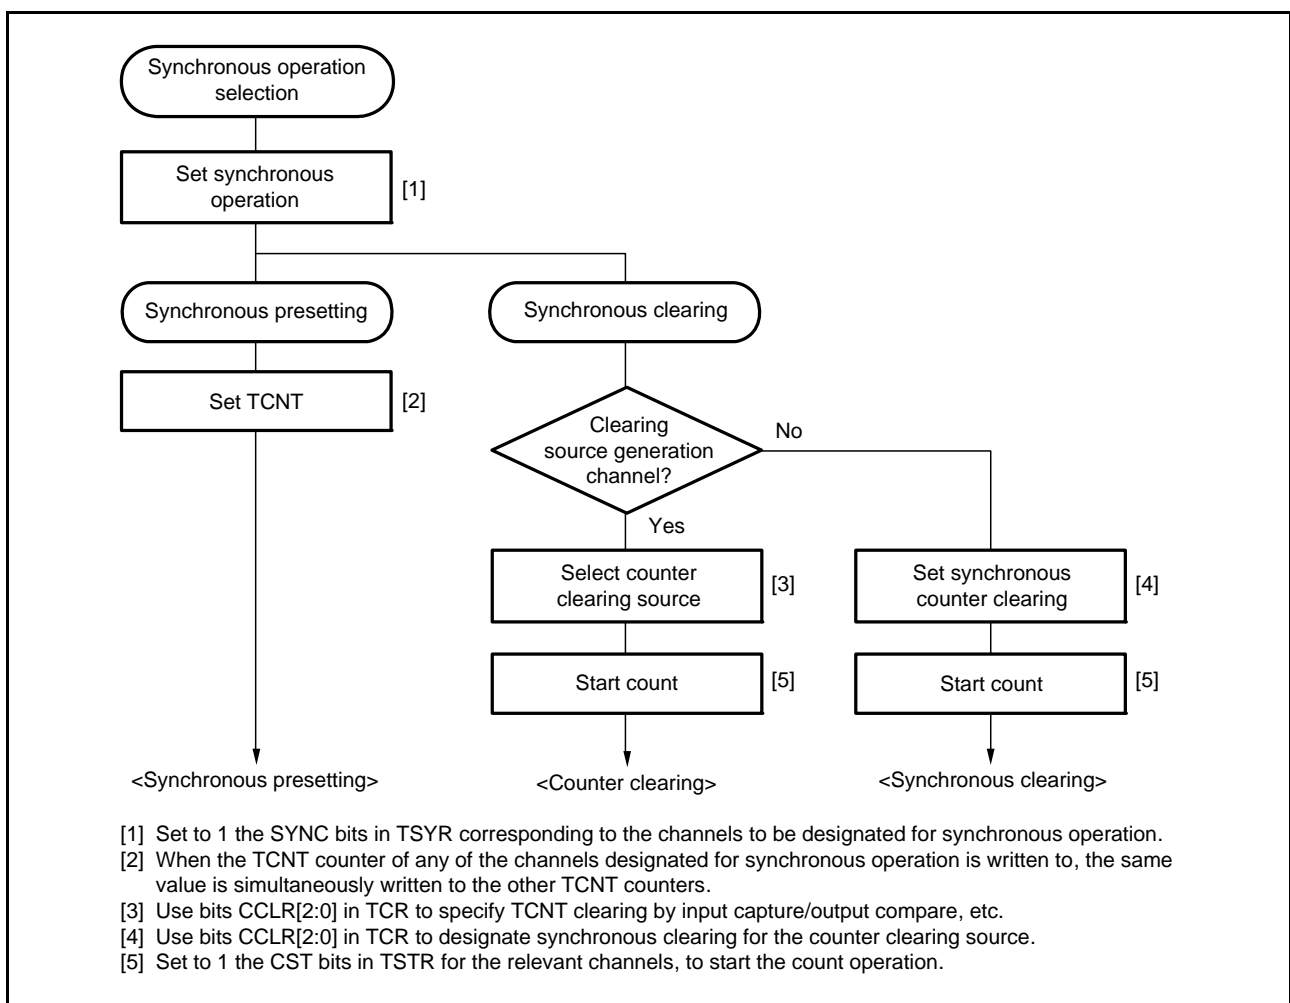 Synchronous operation
selection
Set synchronous
operation
[1]
Synchronous presetting
Synchronous clearing
Set TCNT
[2]
Clearing
source generation
channel?
No
Yes
Select counter
clearing source
[3]
Set synchronous
counter clearing
[4]
Start count
[5]
Start count
[5]
<Synchronous presetting>
<Counter clearing>
<Synchronous clearing>
[1] Set to 1 the SYNC bits in TSYR corresponding to the channels to be designated for synchronous operation.
[2] When the TCNT counter of any of the channels designated for synchronous operation is written to, the same
value is simultaneously written to the other TCNT counters.
[3] Use bits CCLR[2:0] in TCR to specify TCNT clearing by input capture/output compare, etc.
[4] Use bits CCLR[2:0] in TCR to designate synchronous clearing for the counter clearing source.
[5] Set to 1 the CST bits in TSTR for the relevant channels, to start the count operation.